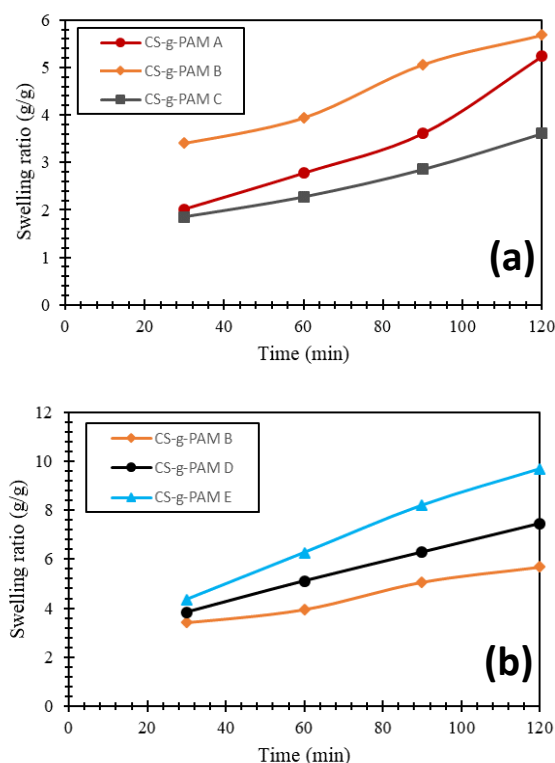 6
5
4
3
2
1
0
Swelling ratio (g/g)
CS-g-PAM A
CS-g-PAM B
CS-g-PAM C
(a)
0 20 40 60 80 100 120
Time (min)
12
10
8
6
4
2
0
Swelling ratio (g/g)
CS-g-PAM B
CS-g-PAM D
CS-g-PAM E
(b)
0 20 40 60 80 100 120
Time (min)